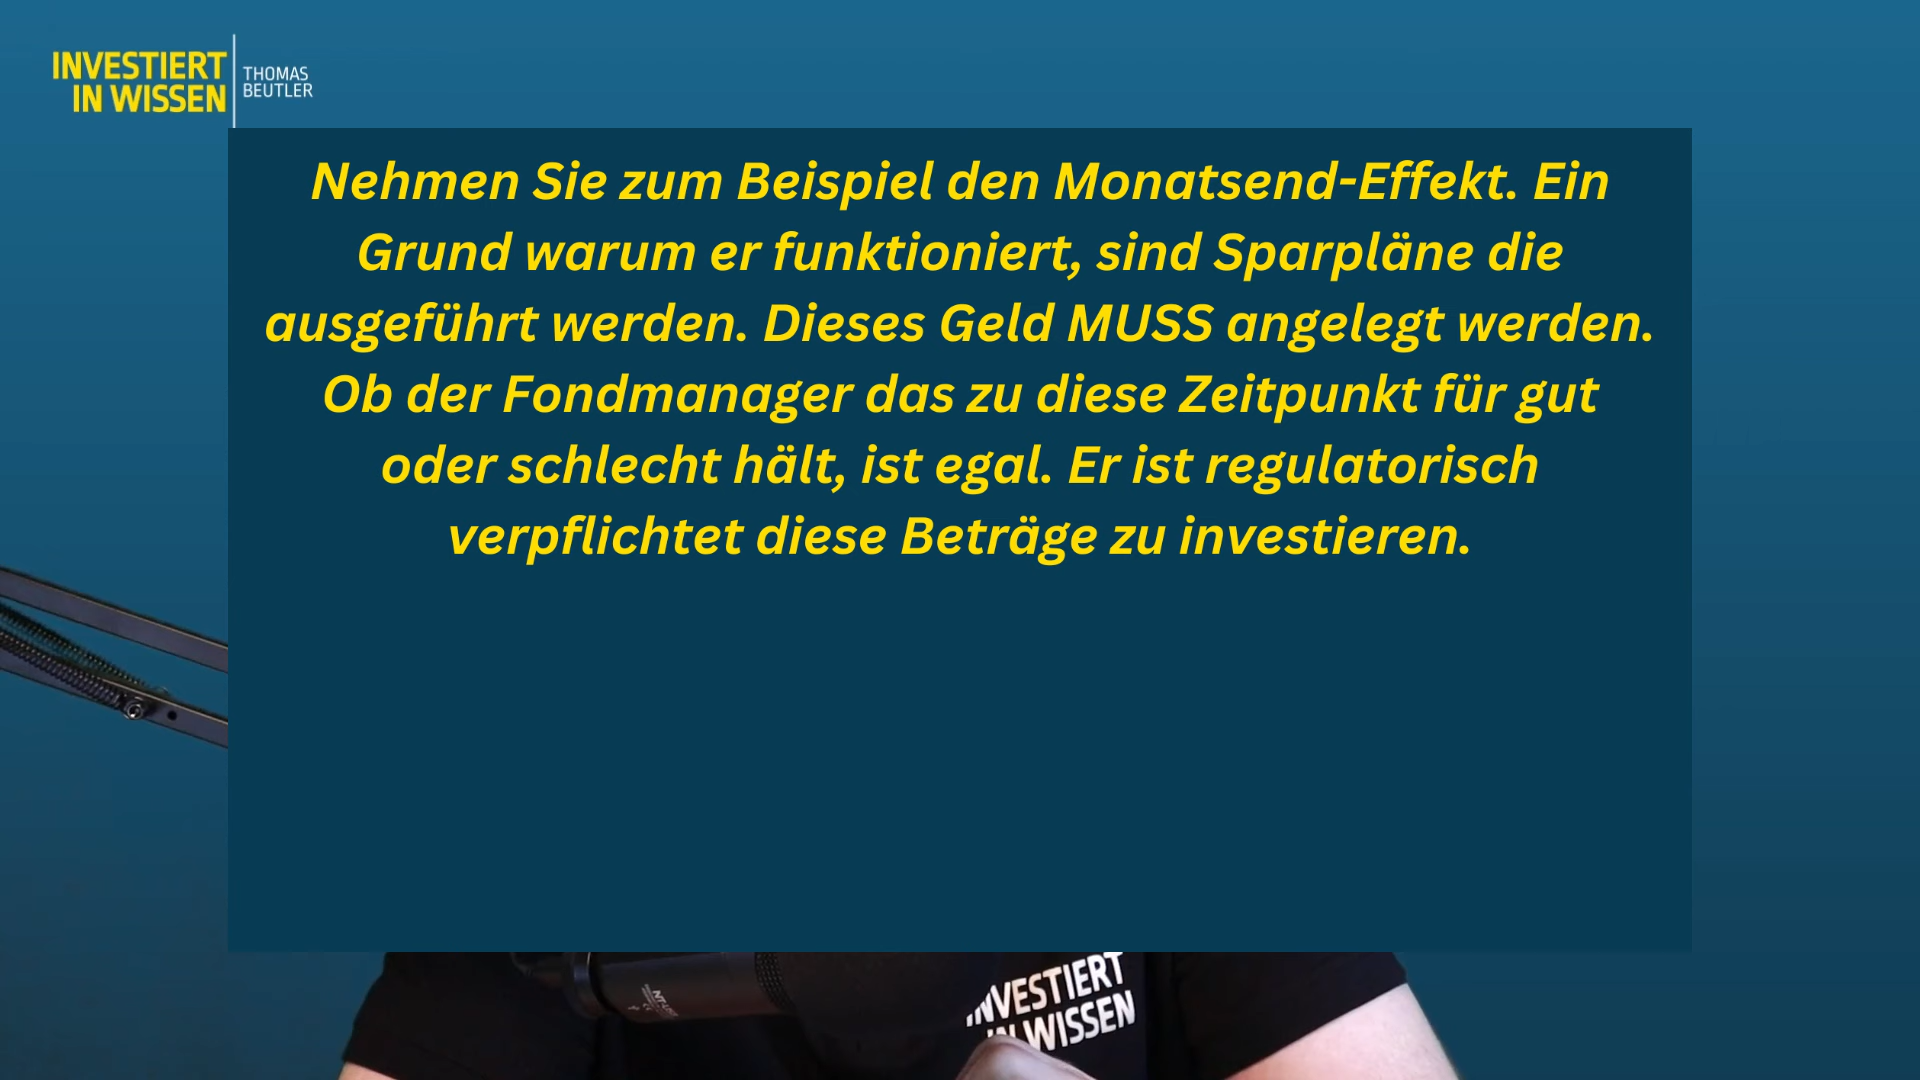 INVESTIERT
IN WISSEN
THOMAS
BEUTLER
Nehmen Sie zum Beispiel den Monatsend-Effekt. Ein
Grund warum er funktioniert, sind Sparpläne die
ausgeführt werden. Dieses Geld MUSS angelegt werden.
Ob der Fondmanager das zu diese Zeitpunkt für gut
oder schlecht hält, ist egal. Er ist regulatorisch
verpflichtet diese Beträge zu investieren.
INVESTIERT
IN WISSEN